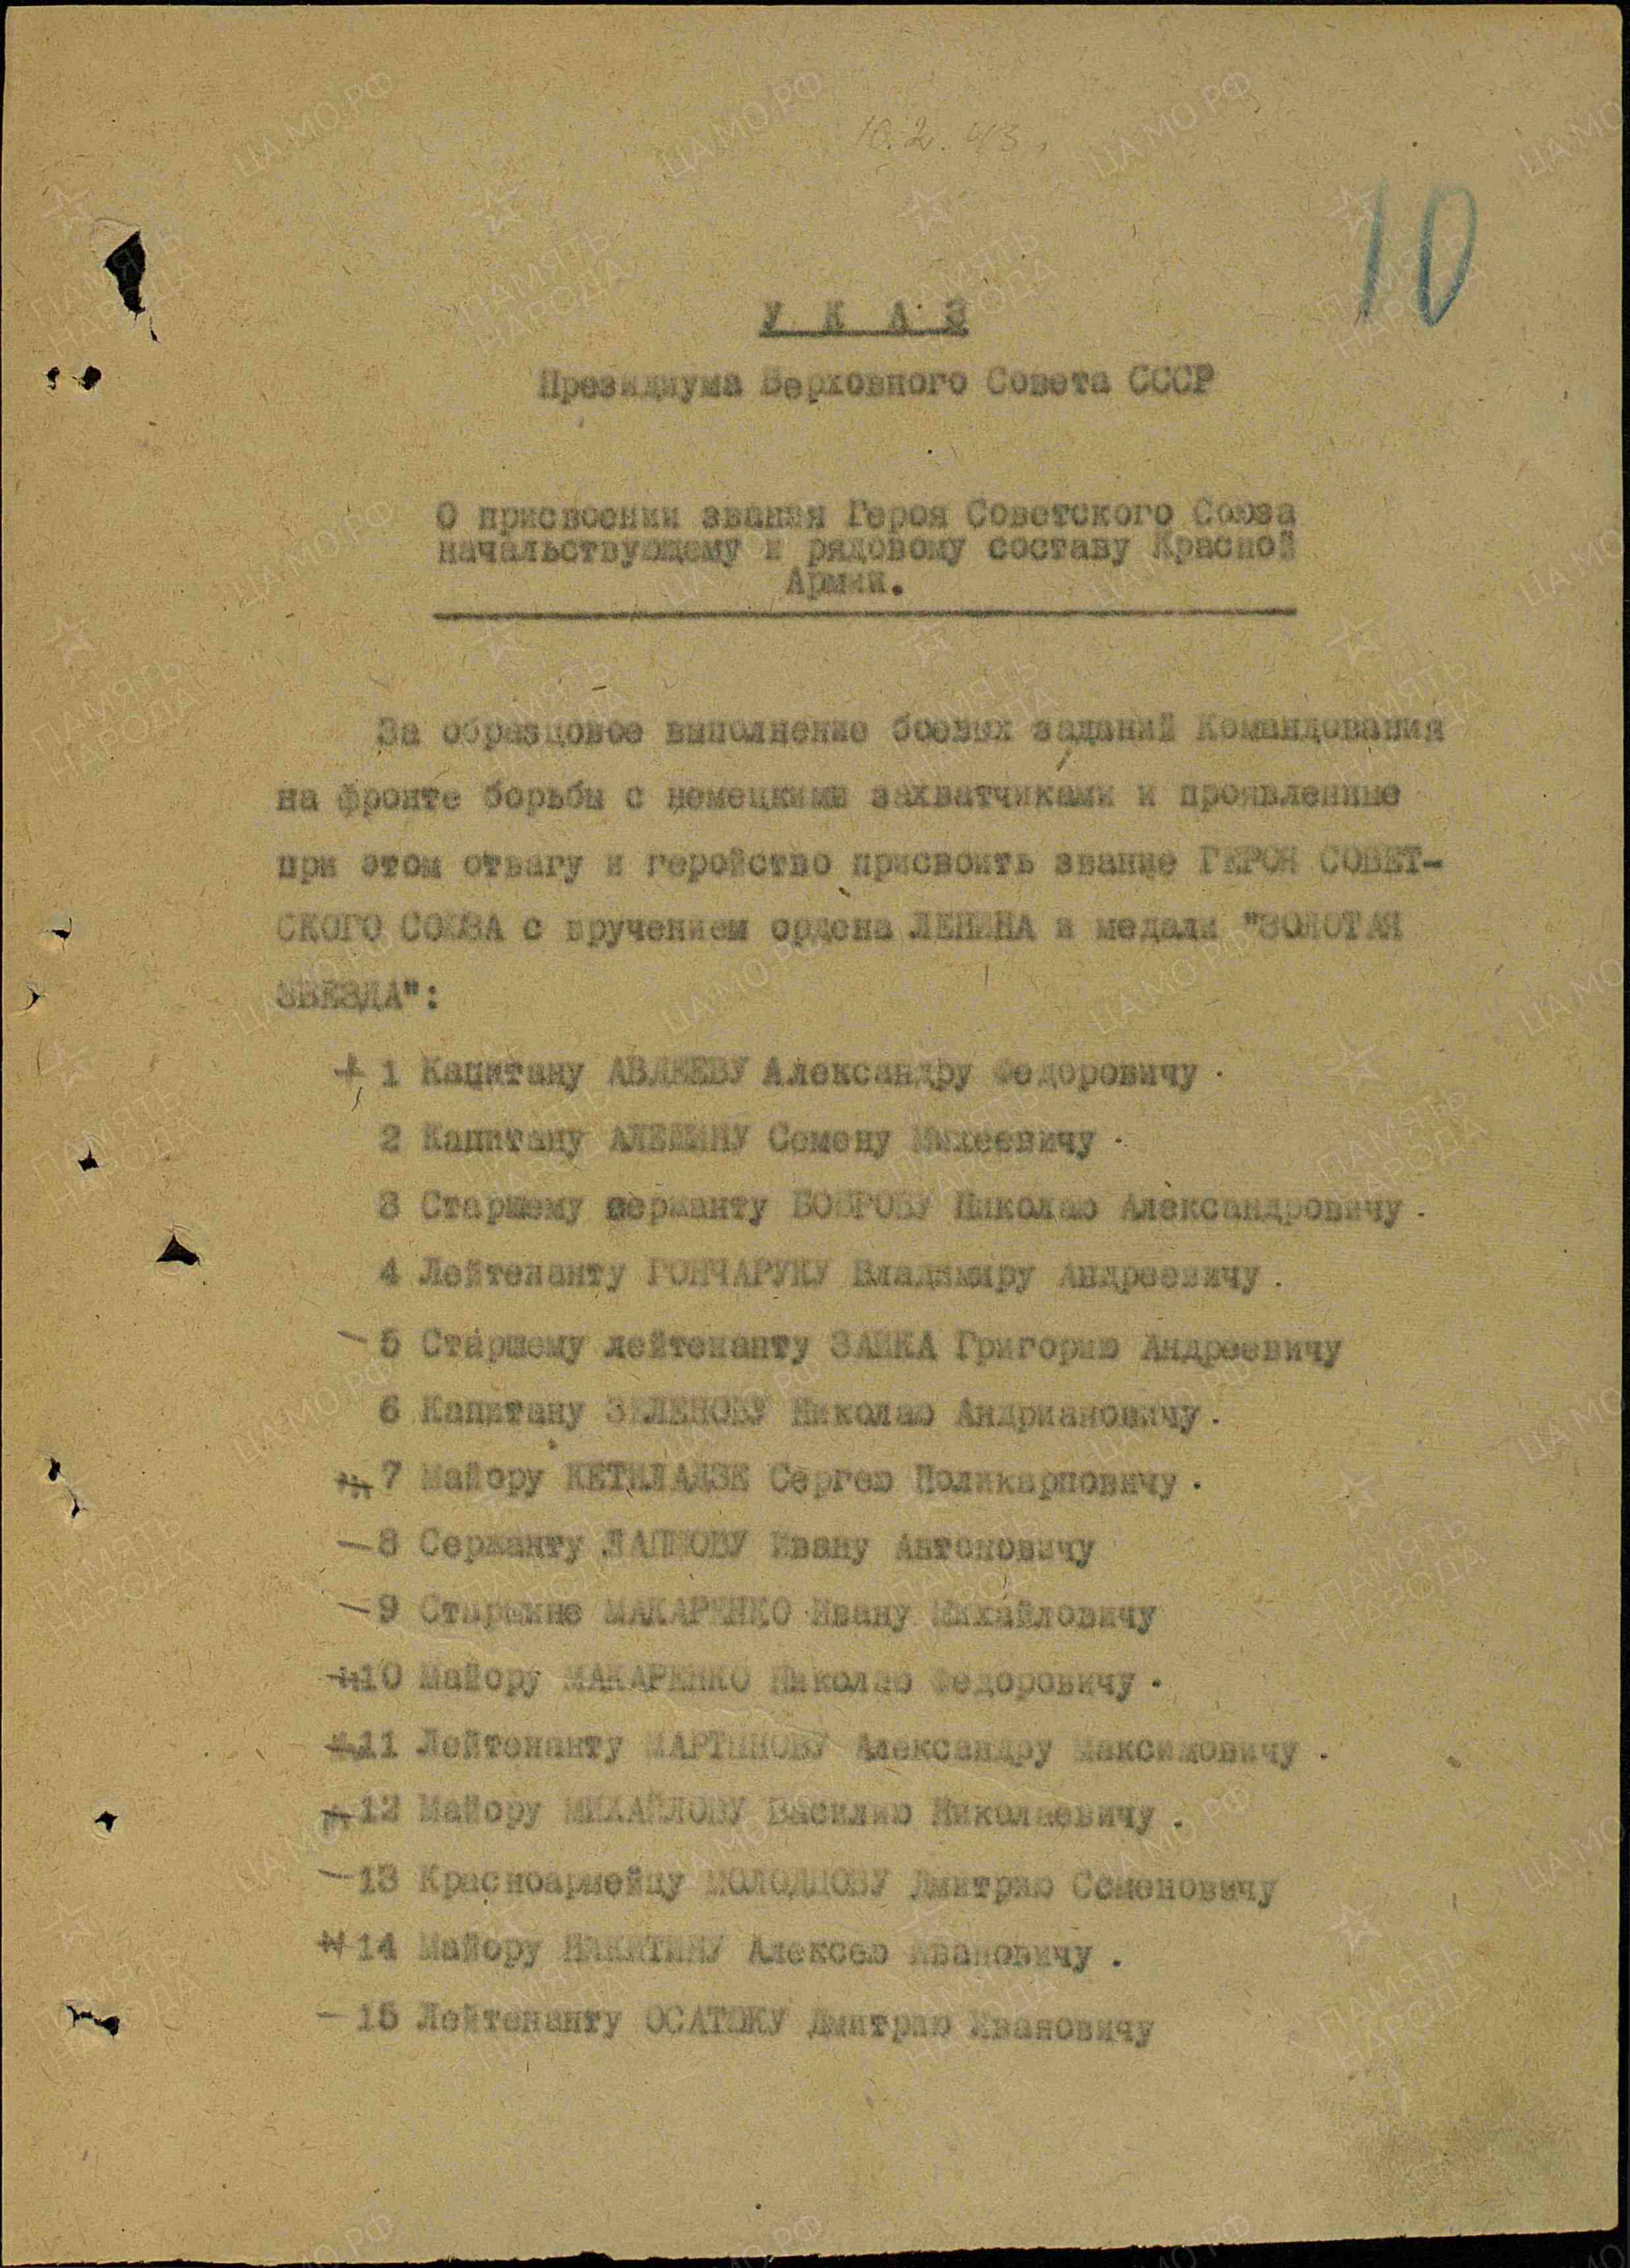 10.2.43.
10
У К А З
Президиума Верховного Совета СССР
О присвоении звания Героя Советского Союза
начальствующему и рядовому составу Красной
Армии.
За образцовое выполнение боевых заданий Командования
на фронте борьбы с немецкими захватчиками и проявленные
при этом отвагу и геройство присвоить звание ГЕРОЯ СОВЕТ-
СКОГО СОЮЗА с вручением ордена ЛЕНИНА и медали "ЗОЛОТАЯ
ЗВЕЗДА":
1 Капитану АВДЕЕВУ Александру Федоровичу .
2 Капитану АЛЕШИНУ Семену Михеевичу .
3 Старшему сержанту БОБРОВУ Николаю Александровичу .
4 Лейтенанту ГОНЧАРУКУ Владимиру Андреевичу .
5 Старшему лейтенанту ЗАИКА Григорию Андреевичу
6 Капитану ЗЕЛЕНОВУ Николаю Андриановичу .
7 Майору КЕТИЛАДЗЕ Сергею Поликарповичу .
8 Сержанту ЛАПШОВУ Ивану Антоновичу
9 Старшине МАКАРЕНКО Ивану Михайловичу
10 Майору МАКАРЕНКО Николаю Федоровичу .
11 Лейтенанту МАРТЫНОВУ Александру Максимовичу .
12 Майору МИХАЙЛОВУ Василию Николаевичу .
13 Красноармейцу МОЛОДЦОВУ Дмитрию Семеновичу
14 Майору НИКИТИНУ Алексею Ивановичу .
15 Лейтенанту ОСАТЮКУ Дмитрию Ивановичу
ПАМЯТЬ НАРОДА
ЦАМО.РФ